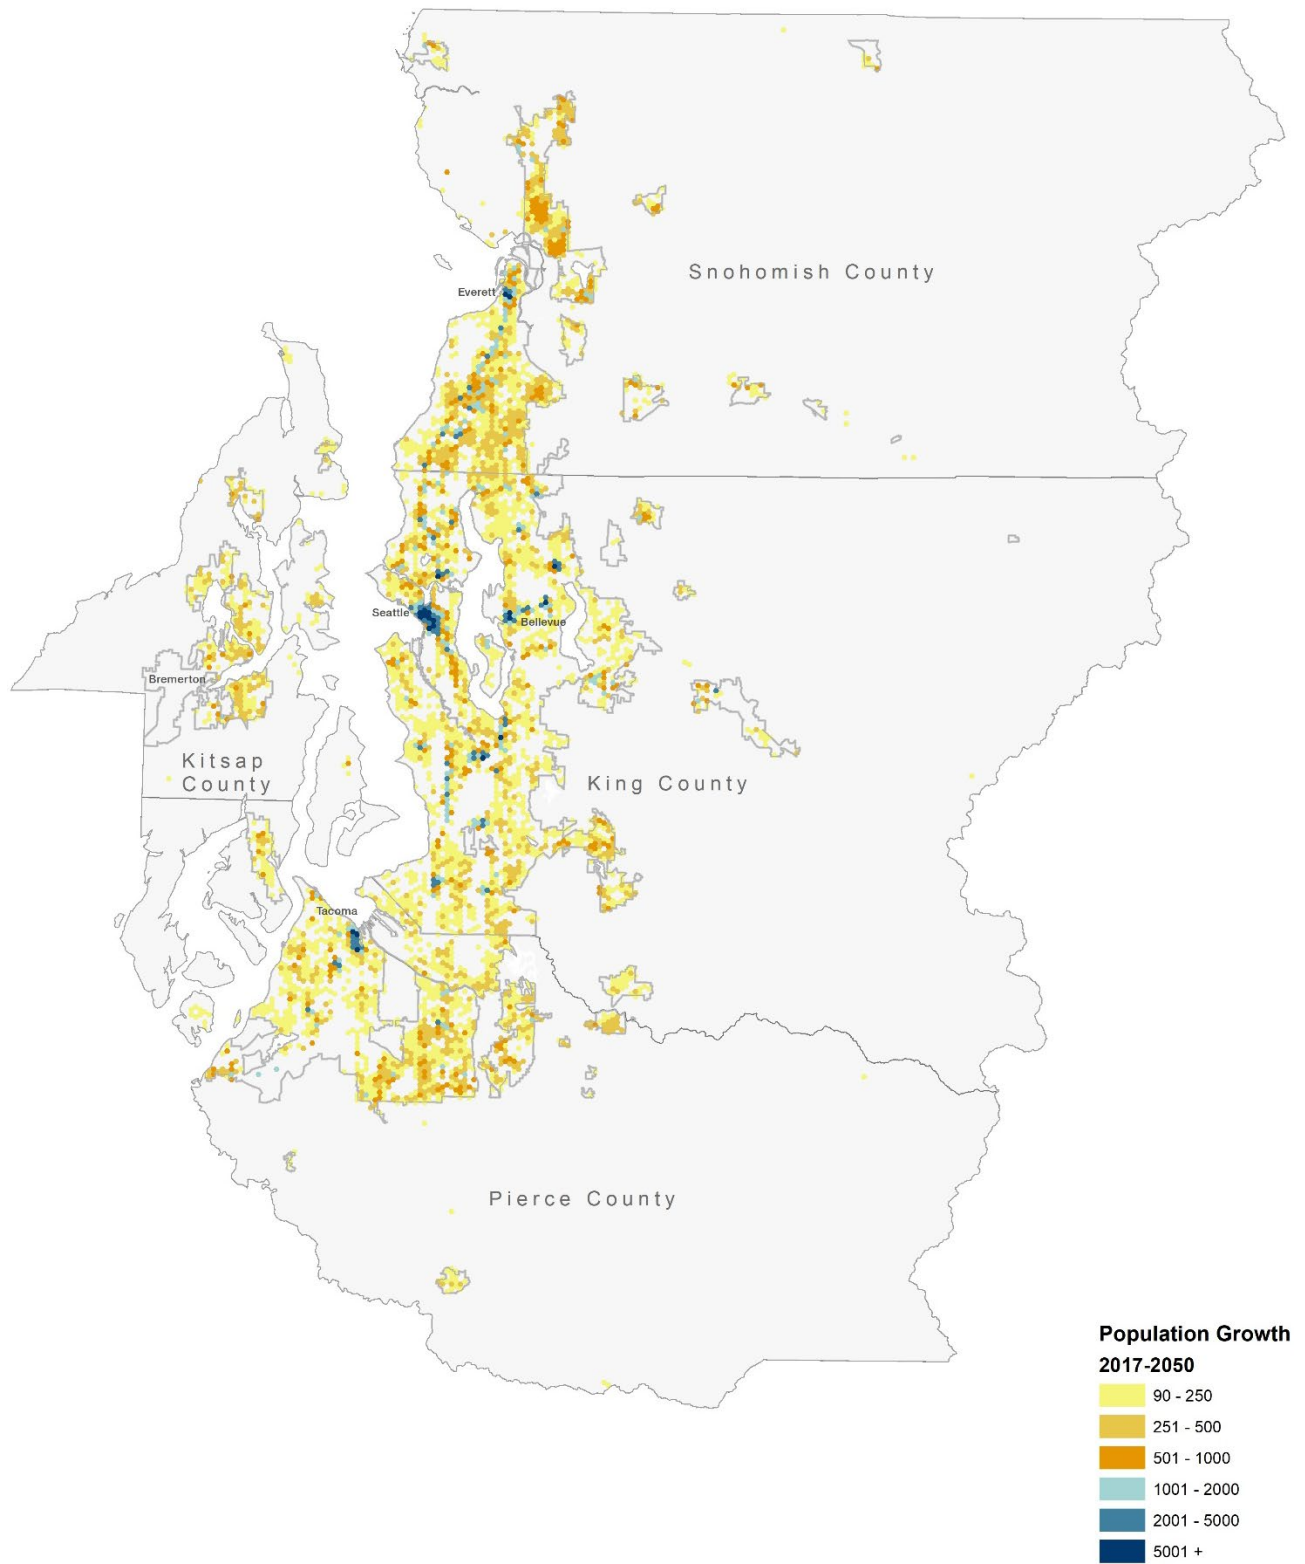 Snohomish County
Everett
Seattle
Bellevue
Bremerton
Kitsap
County
King County
Tacoma
Pierce County
Population Growth
2017-2050
90 - 250
251 - 500
501 - 1000
1001 - 2000
2001 - 5000
5001 +